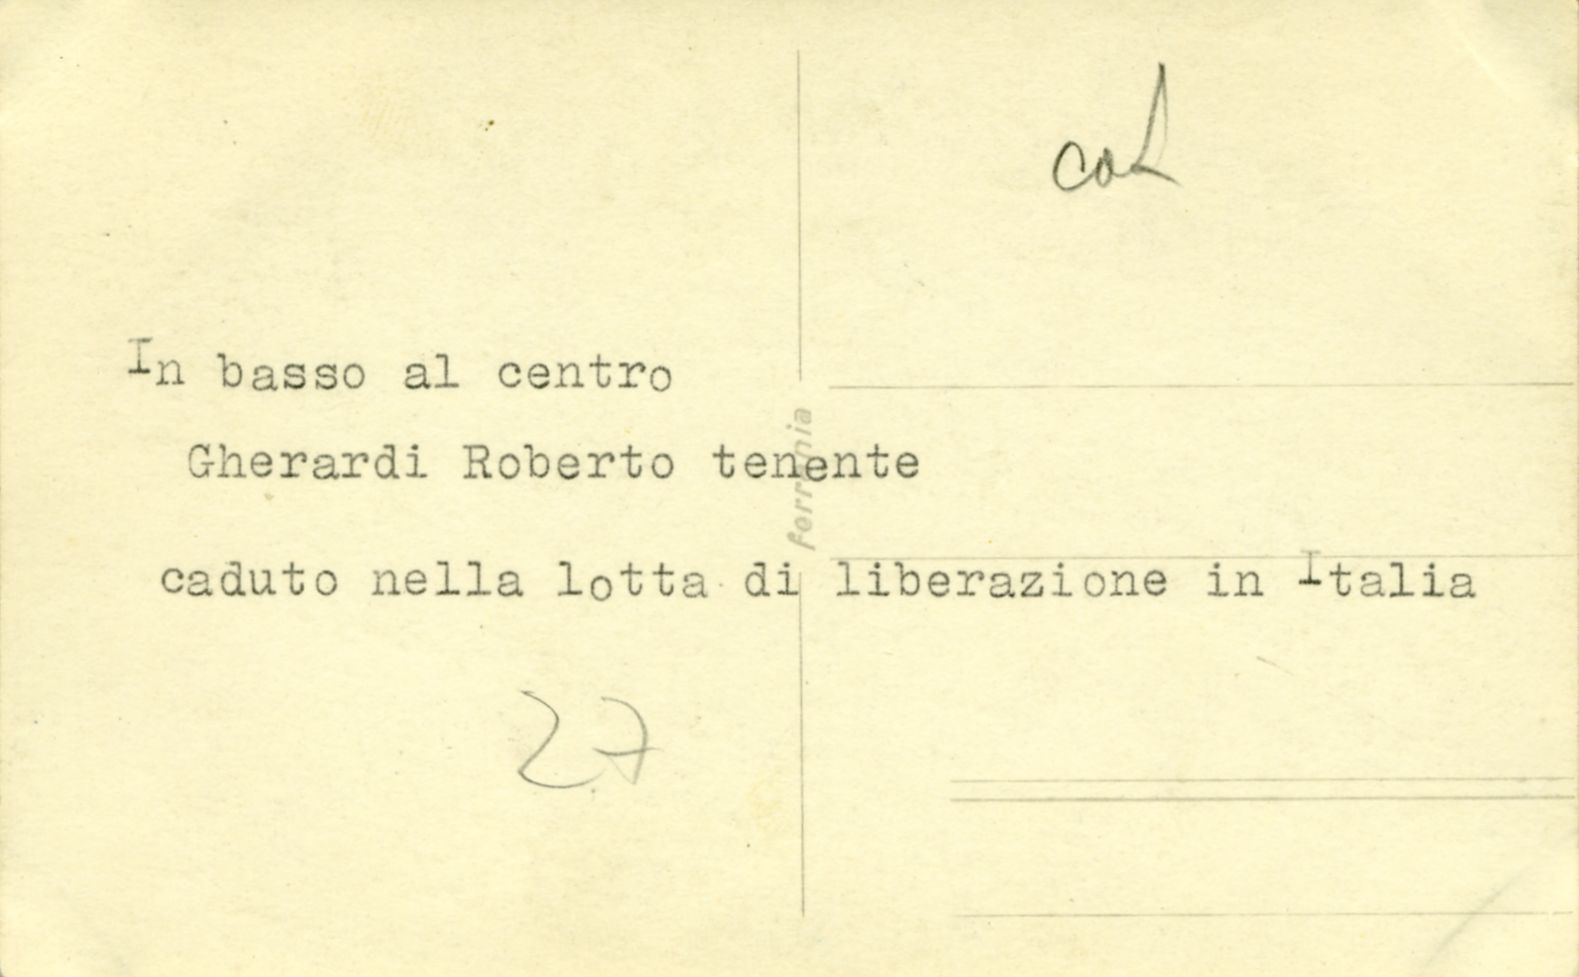 col
In basso al centro
Gherardi Roberto tenente
ferrania
caduto nella lotta di liberazione in Italia
27